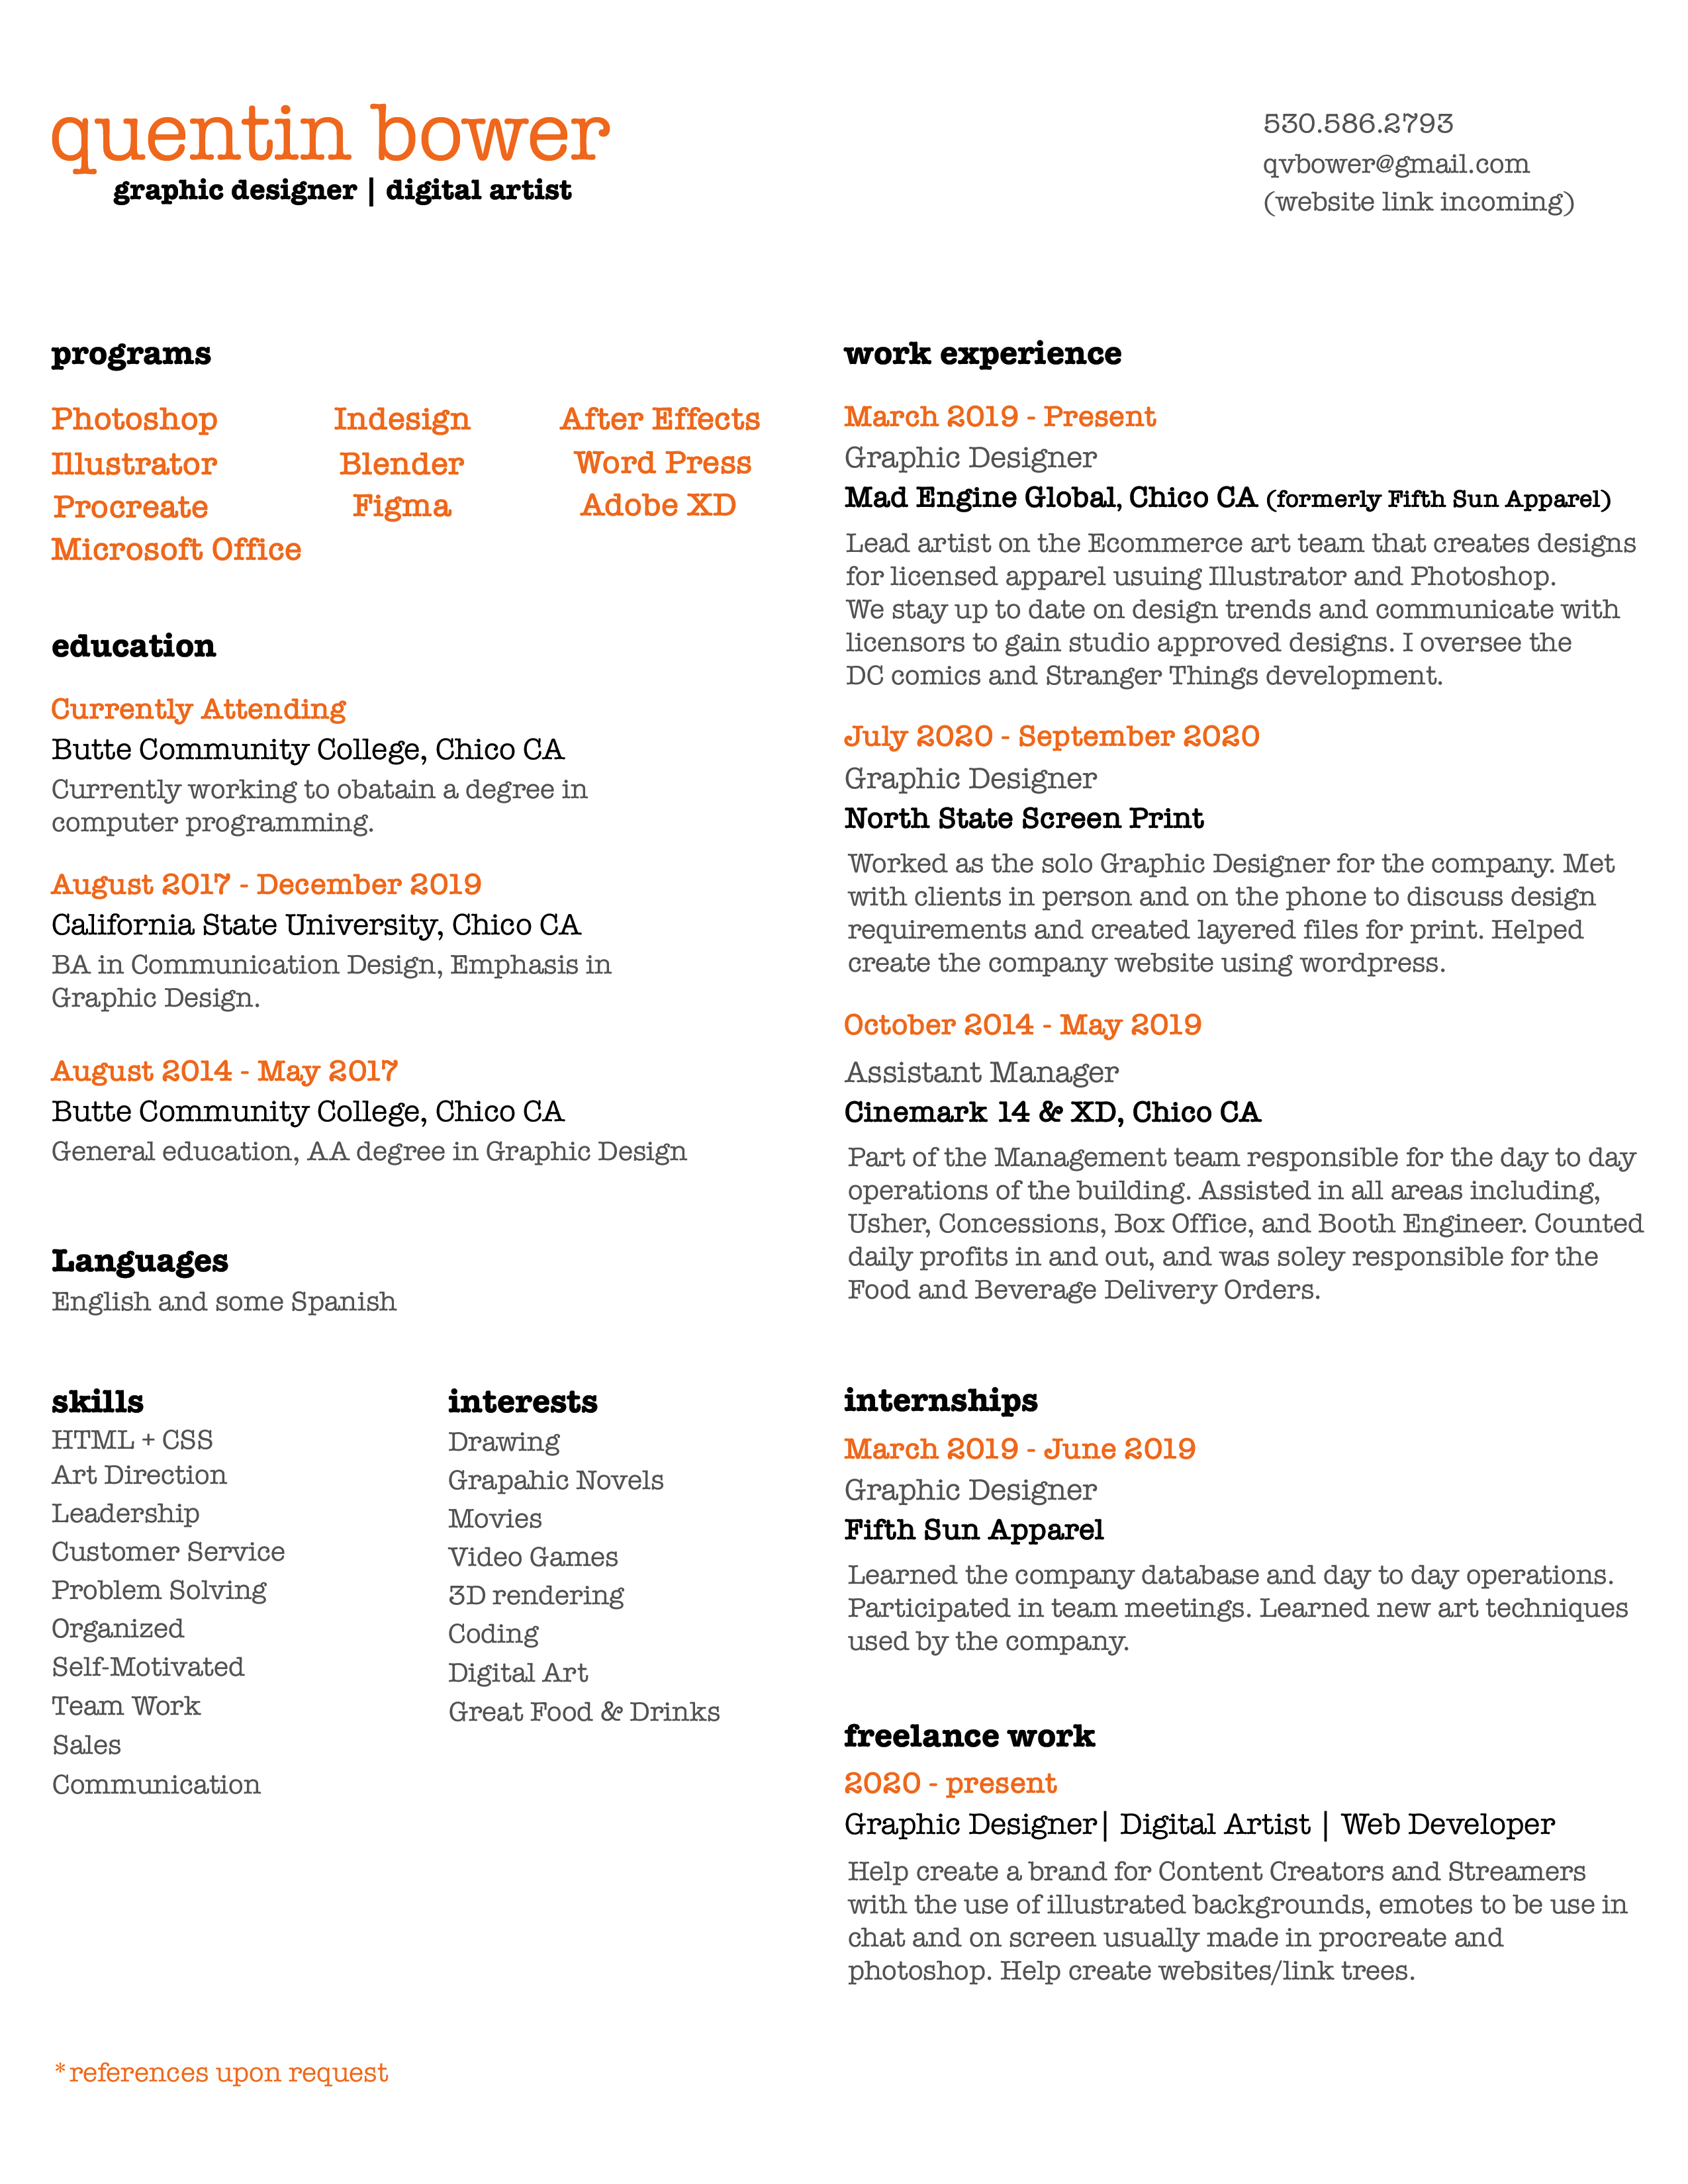 quentin bower
graphic designer | digital artist
530.586.2793
qvbower@gmail.com
(website link incoming)
programs
Photoshop
Indesign
After Effects
Illustrator
Blender
Word Press
Procreate
Figma
Adobe XD
Microsoft Office
education
Currently Attending
Butte Community College, Chico CA
Currently working to obatain a degree in
computer programming.
August 2017 - December 2019
California State University, Chico CA
BA in Communication Design, Emphasis in
Graphic Design.
August 2014 - May 2017
Butte Community College, Chico CA
General education, AA degree in Graphic Design
Languages
English and some Spanish
skills
HTML + CSS
Art Direction
Leadership
Customer Service
Problem Solving
Organized
Self-Motivated
Team Work
Sales
Communication
interests
Drawing
Grapahic Novels
Movies
Video Games
3D rendering
Coding
Digital Art
Great Food & Drinks
work experience
March 2019 - Present
Graphic Designer
Mad Engine Global, Chico CA (formerly Fifth Sun Apparel)
Lead artist on the Ecommerce art team that creates designs
for licensed apparel usuing Illustrator and Photoshop.
We stay up to date on design trends and communicate with
licensors to gain studio approved designs. I oversee the
DC comics and Stranger Things development.
July 2020 - September 2020
Graphic Designer
North State Screen Print
Worked as the solo Graphic Designer for the company. Met
with clients in person and on the phone to discuss design
requirements and created layered files for print. Helped
create the company website using wordpress.
October 2014 - May 2019
Assistant Manager
Cinemark 14 & XD, Chico CA
Part of the Management team responsible for the day to day
operations of the building. Assisted in all areas including,
Usher, Concessions, Box Office, and Booth Engineer. Counted
daily profits in and out, and was soley responsible for the
Food and Beverage Delivery Orders.
internships
March 2019 - June 2019
Graphic Designer
Fifth Sun Apparel
Learned the company database and day to day operations.
Participated in team meetings. Learned new art techniques
used by the company.
freelance work
2020 - present
Graphic Designer| Digital Artist | Web Developer
Help create a brand for Content Creators and Streamers
with the use of illustrated backgrounds, emotes to be use in
chat and on screen usually made in procreate and
photoshop. Help create websites/link trees.
*references upon request